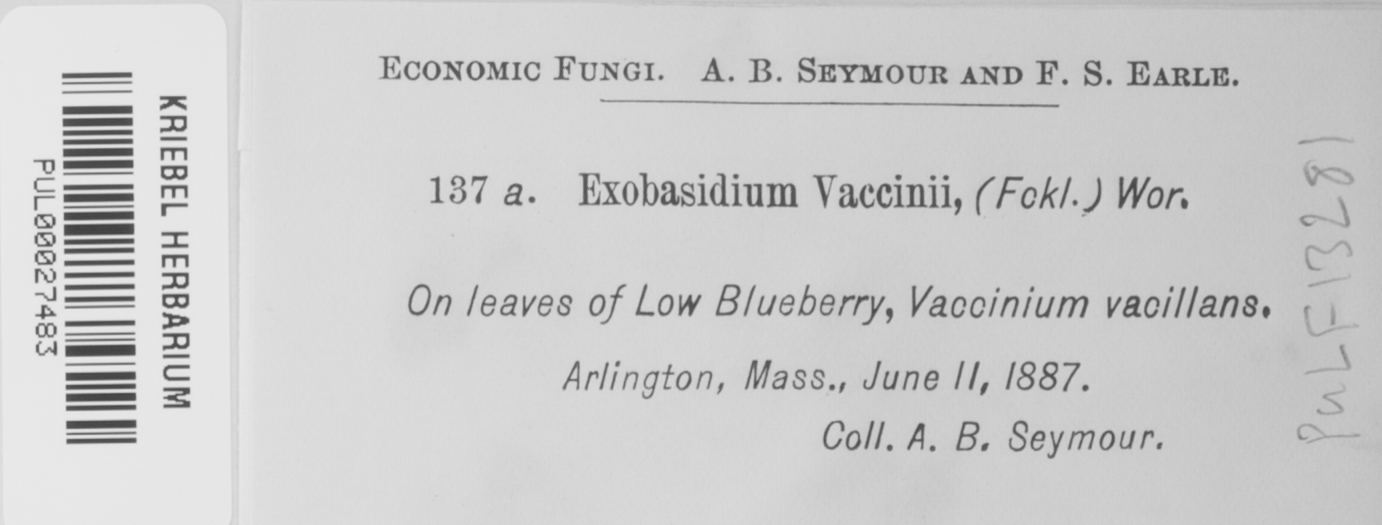 ECONOMIC FUNGI. A. B. SEYMOUR AND F. S. EARLE.
137 a. Exobasidium Vaccinii, (Fckl.) Wor.
On leaves of Low Blueberry, Vaccinium vacillans.
Arlington, Mass., June 11, 1887.
Coll. A. B. Seymour.
KRIEBEL HERBARIUM
PUL00027483
PulF13281